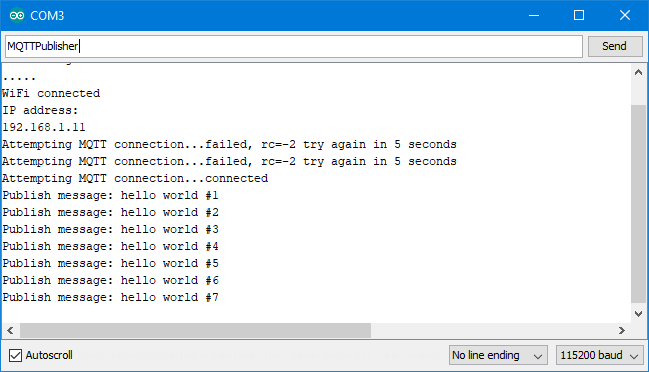 COM3
MQTTPublisher
Send
.....
WiFi connected
IP address:
192.168.1.11
Attempting MQTT connection...failed, rc=-2 try again in 5 seconds
Attempting MQTT connection...failed, rc=-2 try again in 5 seconds
Attempting MQTT connection...connected
Publish message: hello world #1
Publish message: hello world #2
Publish message: hello world #3
Publish message: hello world #4
Publish message: hello world #5
Publish message: hello world #6
Publish message: hello world #7
Autoscroll
No line ending
115200 baud